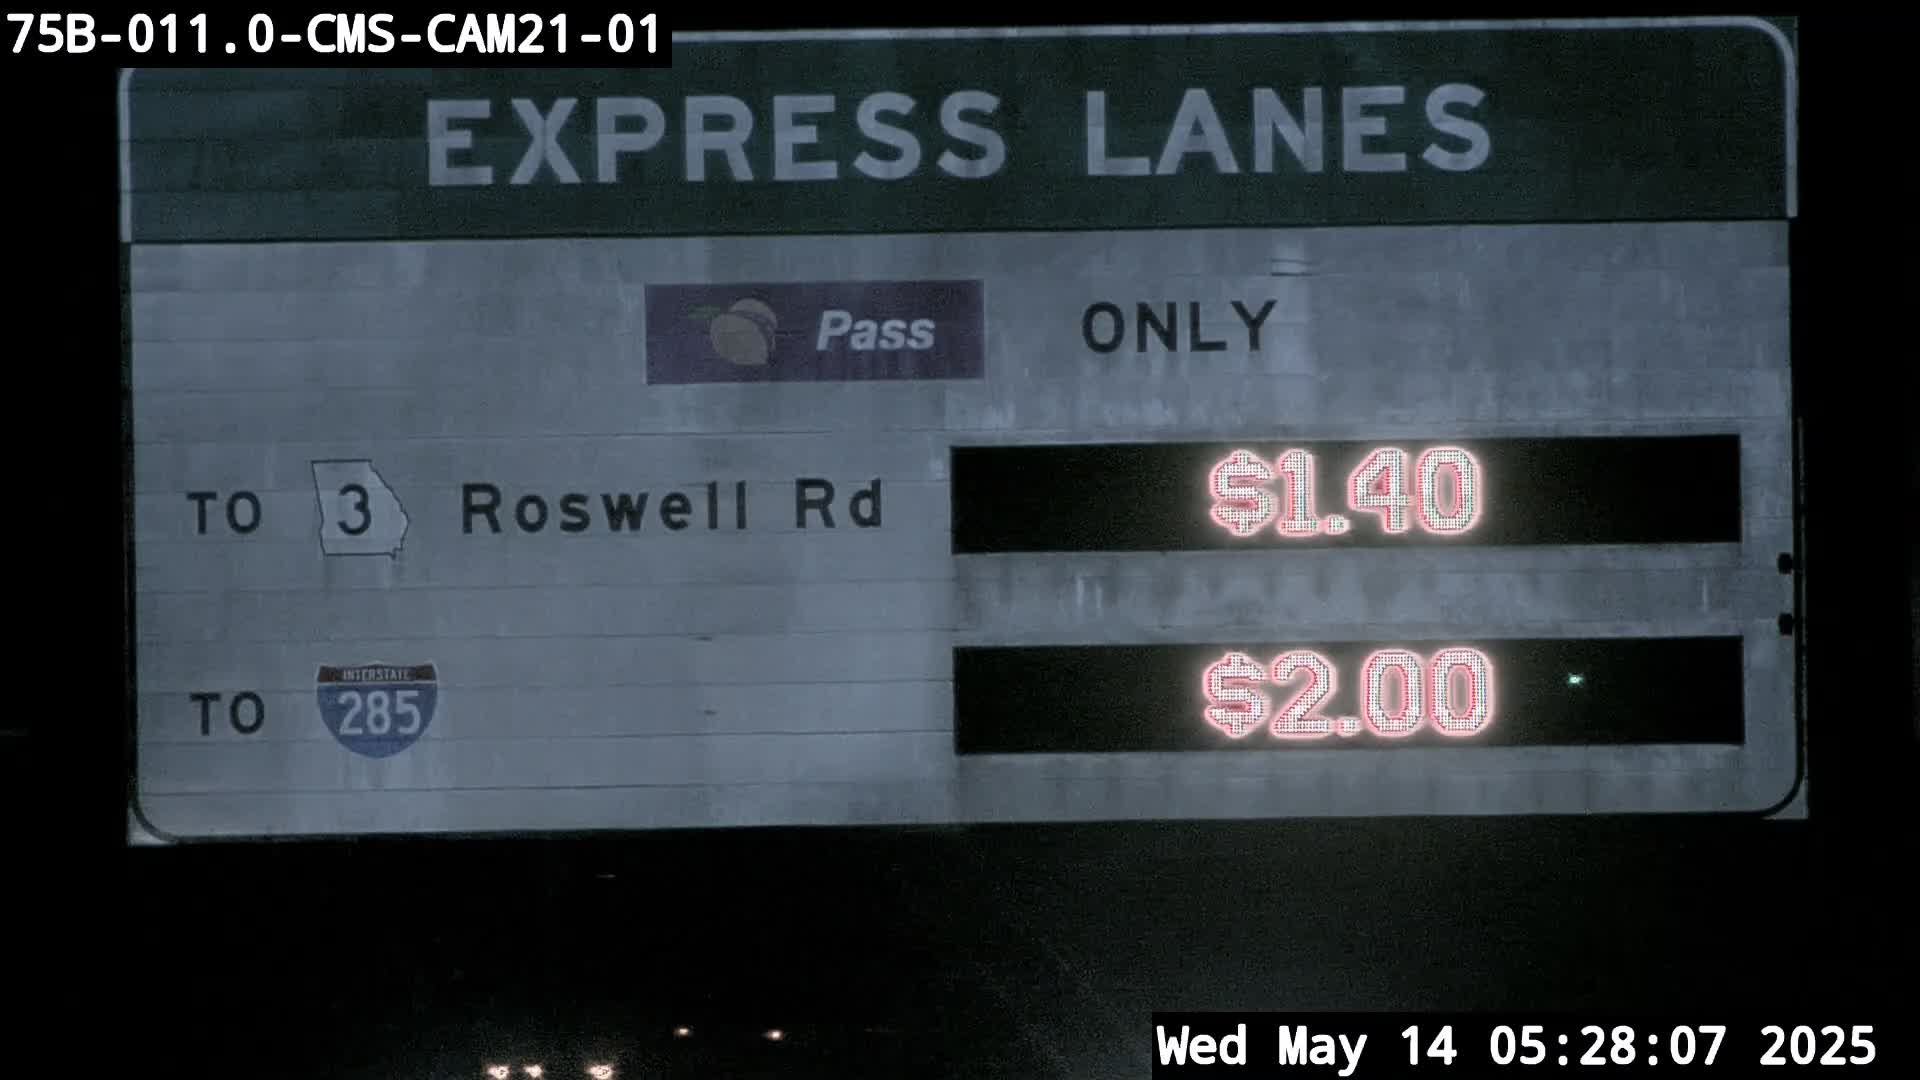 75B-011.0-CMS-CAM21-01
EXPRESS LANES
Pass ONLY
TO 3 Roswell Rd $1.40
TO INTERSTATE 285 $2.00
Wed May 14 05:28:07 2025